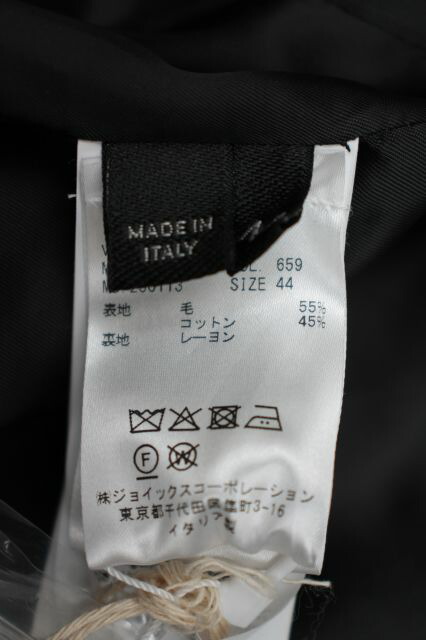 MADE IN
ITALY
659
SIZE 44
表地 毛 55%
コットン 45%
裏地 レーヨン
F
W
㈱ジョイックスコーポレーション
東京都千代田区 3-16
イタリア製